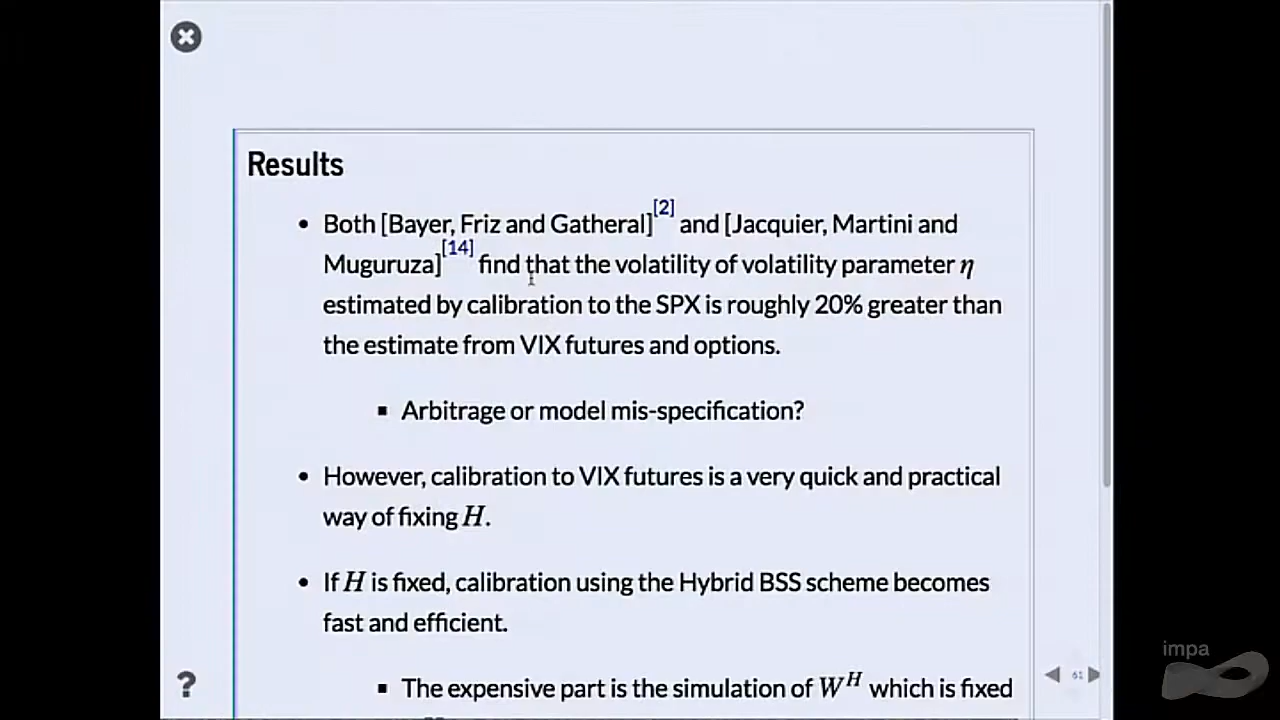 Results
• Both [Bayer, Friz and Gatheral][2] and [Jacquier, Martini and
Muguruza][14] find that the volatility of volatility parameter η
estimated by calibration to the SPX is roughly 20% greater than
the estimate from VIX futures and options.
▪ Arbitrage or model mis-specification?
• However, calibration to VIX futures is a very quick and practical
way of fixing H.
• If H is fixed, calibration using the Hybrid BSS scheme becomes
fast and efficient.
▪ The expensive part is the simulation of W^H which is fixed
?
61
impa